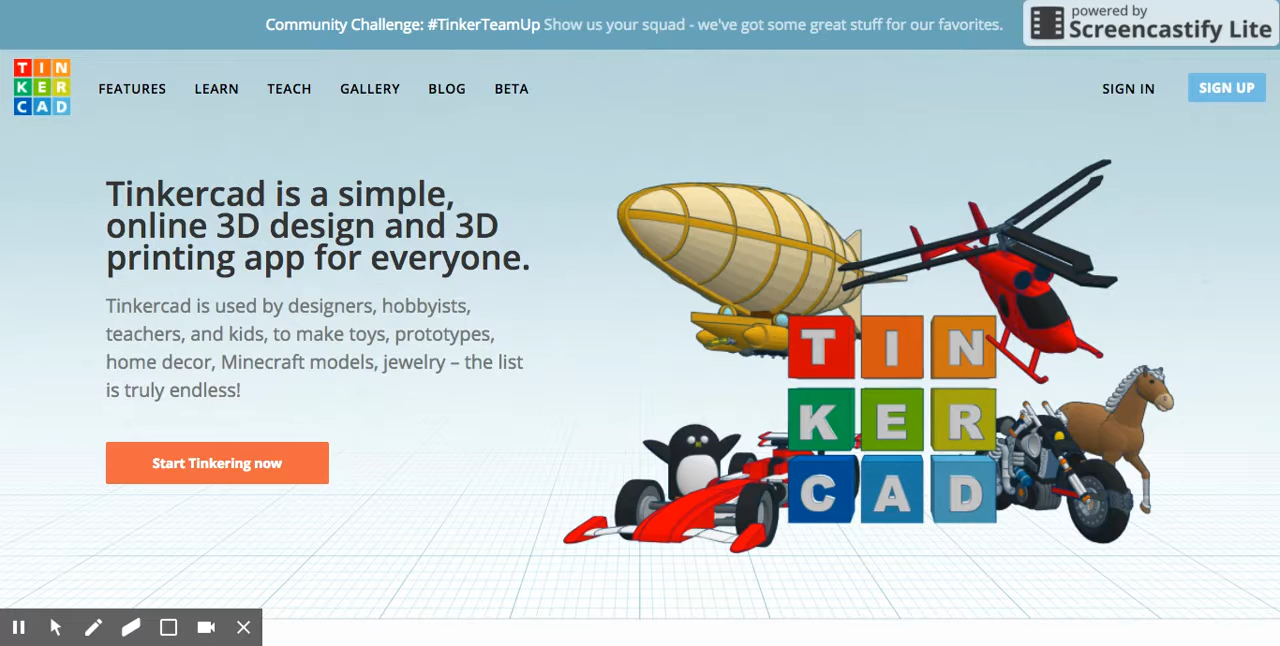 Community Challenge: #TinkerTeamUp Show us your squad - we've got some great stuff for our favorites.
powered by
Screencastify Lite
TIN
KER
CAD
FEATURES LEARN TEACH GALLERY BLOG BETA SIGN IN SIGN UP
Tinkercad is a simple,
online 3D design and 3D
printing app for everyone.
Tinkercad is used by designers, hobbyists,
teachers, and kids, to make toys, prototypes,
home decor, Minecraft models, jewelry – the list
is truly endless!
Start Tinkering now
TIN
KER
CAD